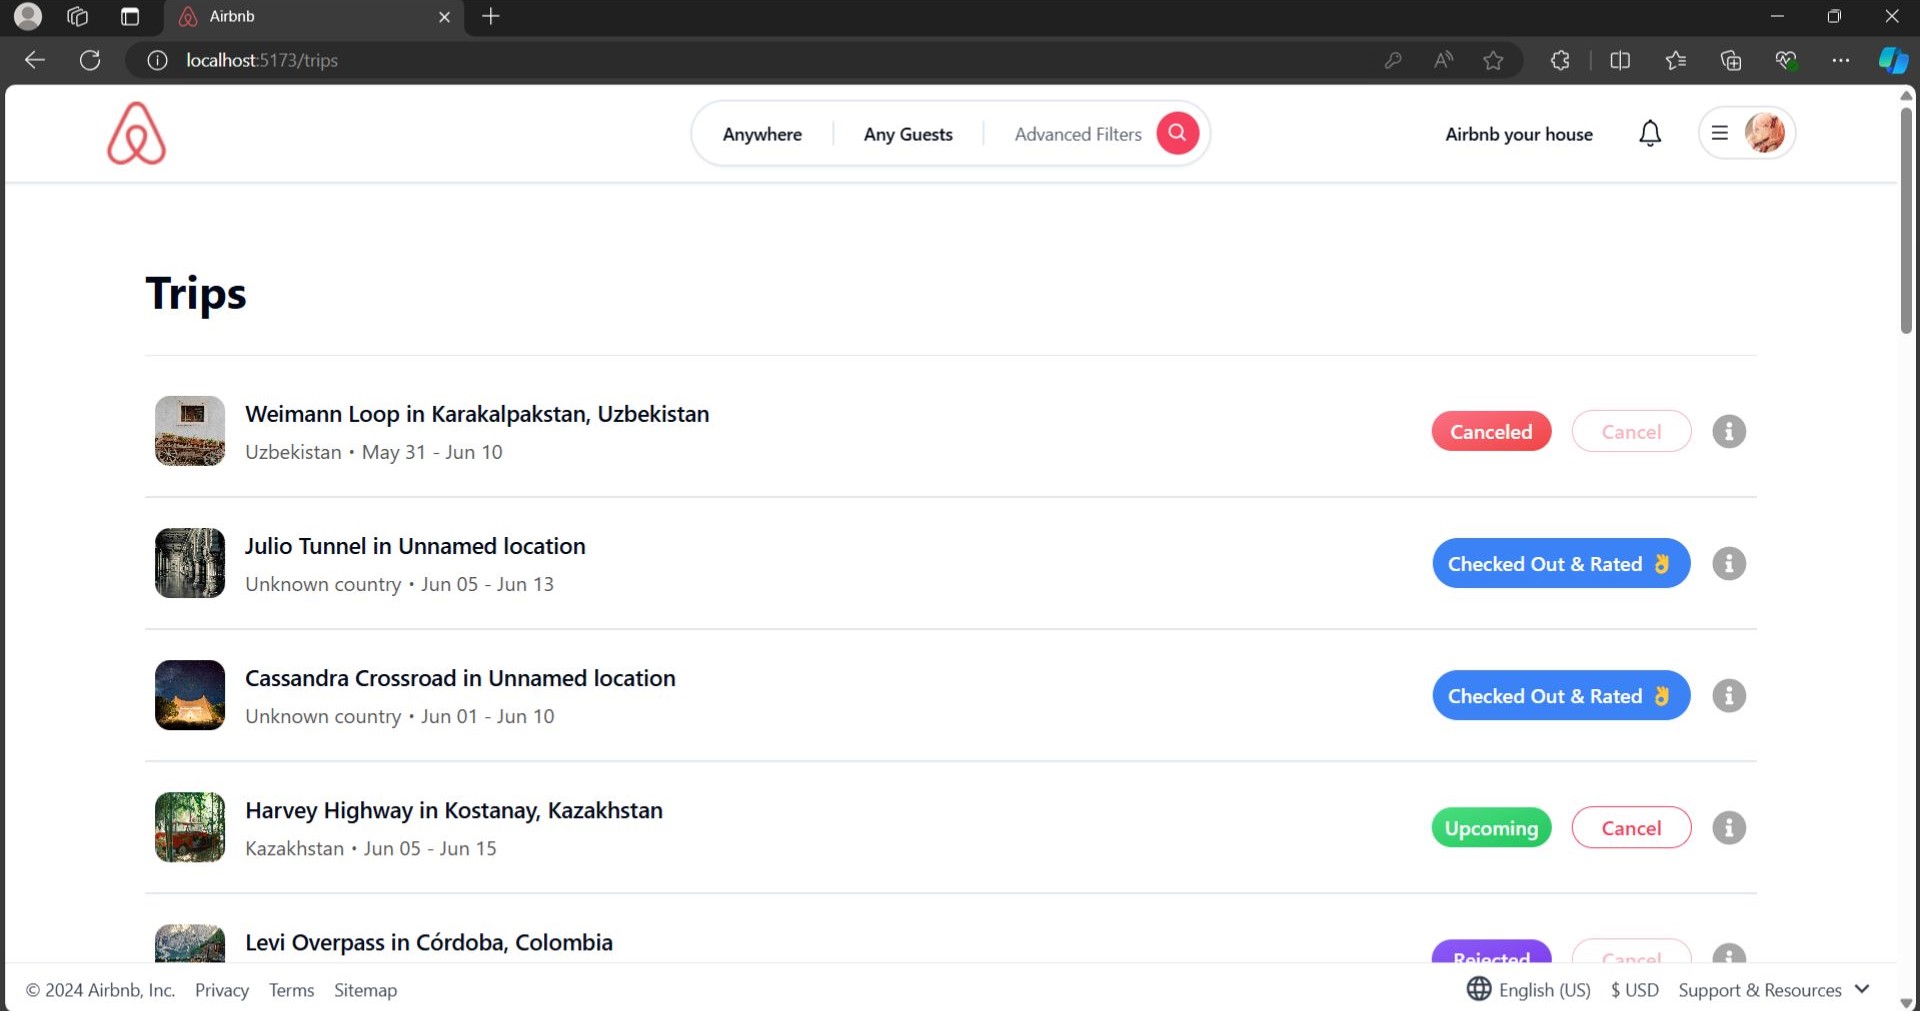 Airbnb
localhost:5173/trips
Anywhere
Any Guests
Advanced Filters
Airbnb your house
Trips
Weimann Loop in Karakalpakstan, Uzbekistan
Uzbekistan • May 31 - Jun 10
Canceled
Cancel
Julio Tunnel in Unnamed location
Unknown country • Jun 05 - Jun 13
Checked Out & Rated 👌
Cassandra Crossroad in Unnamed location
Unknown country • Jun 01 - Jun 10
Checked Out & Rated 👌
Harvey Highway in Kostanay, Kazakhstan
Kazakhstan • Jun 05 - Jun 15
Upcoming
Cancel
Levi Overpass in Córdoba, Colombia
Rejected
Cancel
© 2024 Airbnb, Inc.
Privacy
Terms
Sitemap
English (US)
$ USD
Support & Resources